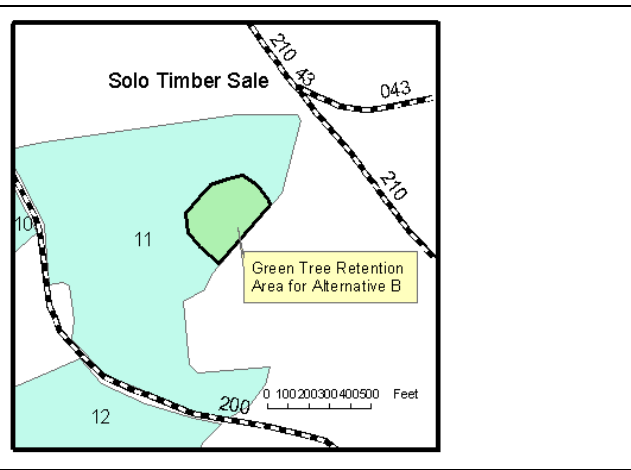 210
43
Solo Timber Sale
043
210
10
11
Green Tree Retention
Area for Alternative B
0 100200300400500 Feet
200
12